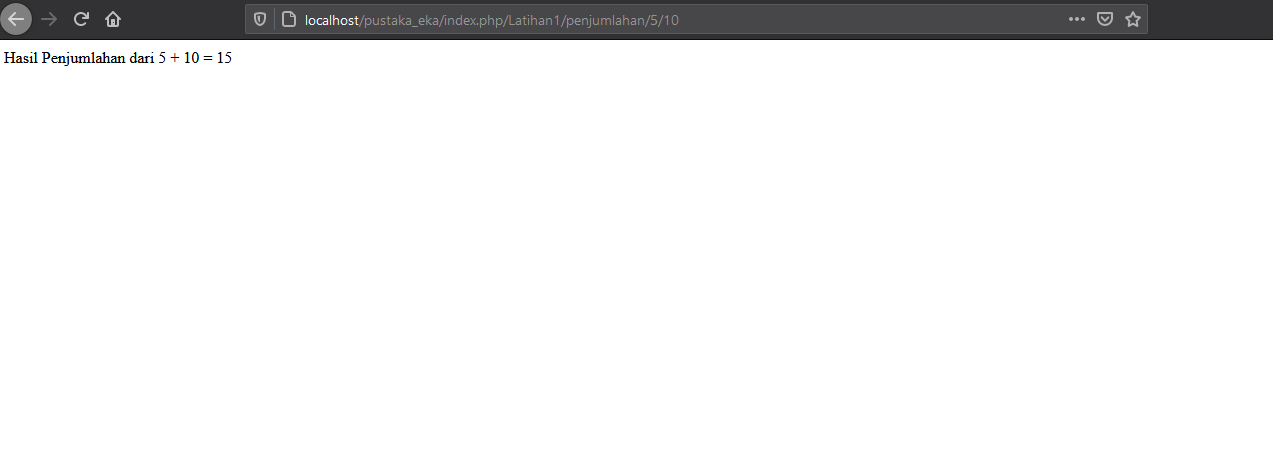 localhost/pustaka_eka/index.php/Latihan1/penjumlahan/5/10
Hasil Penjumlahan dari 5 + 10 = 15